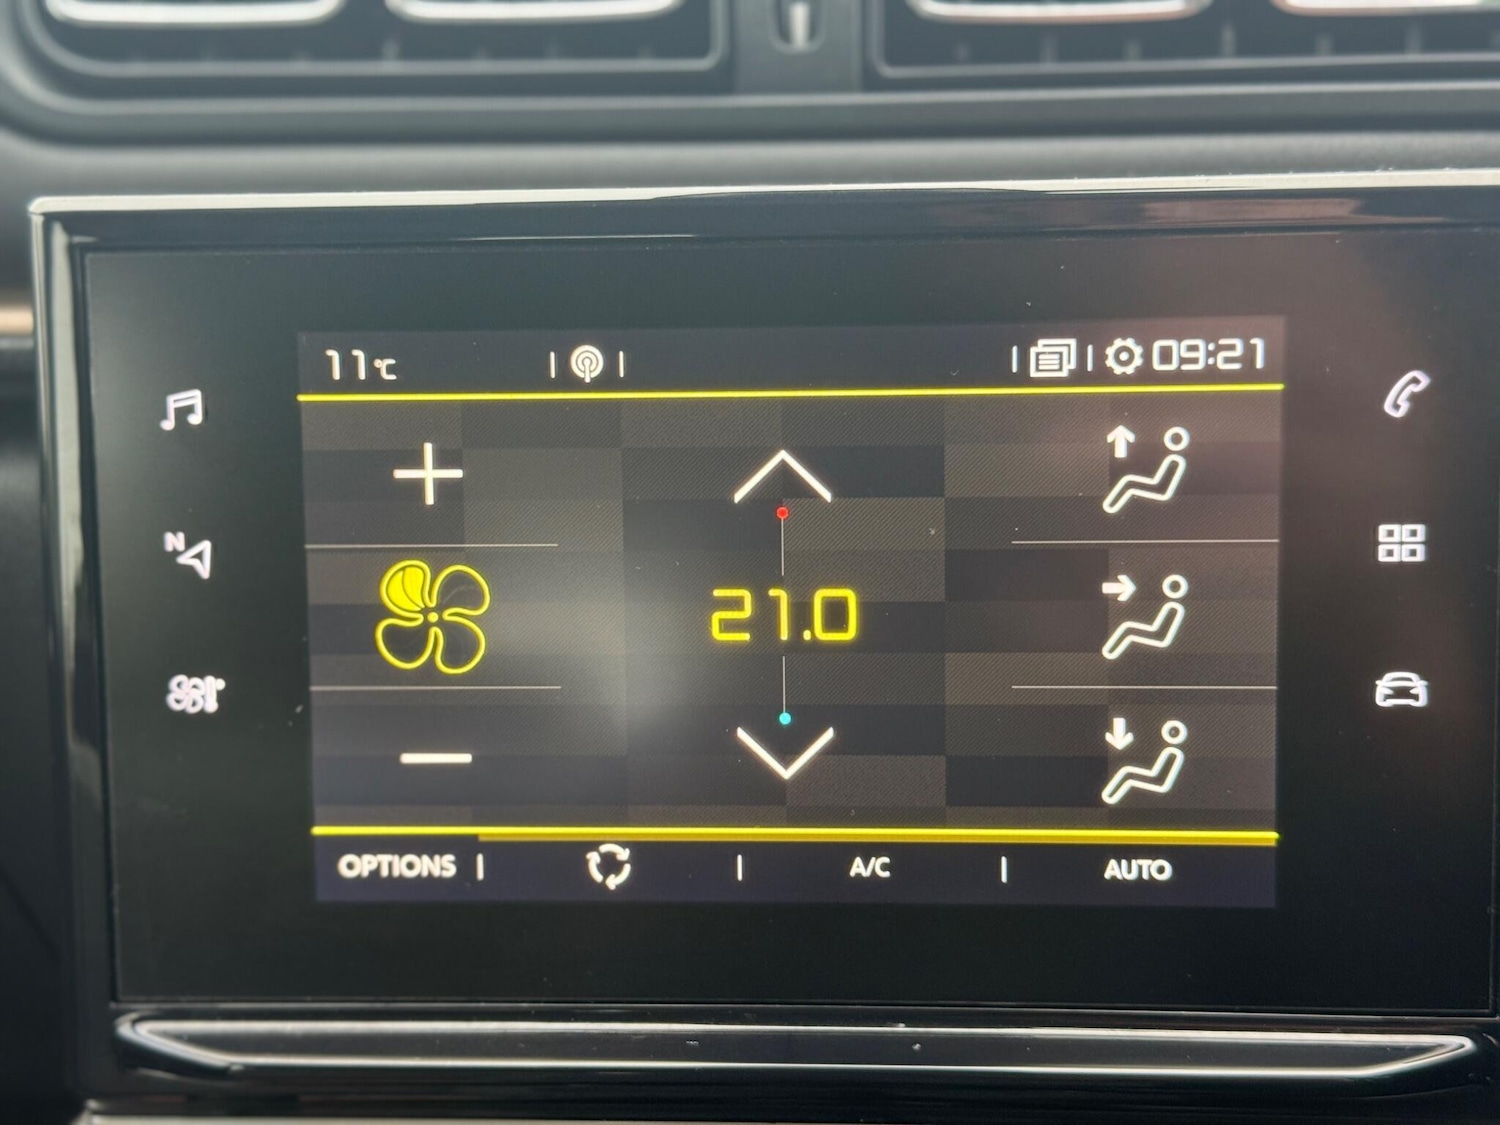 11°C 09:21
N
21.0
OPTIONS A/C AUTO